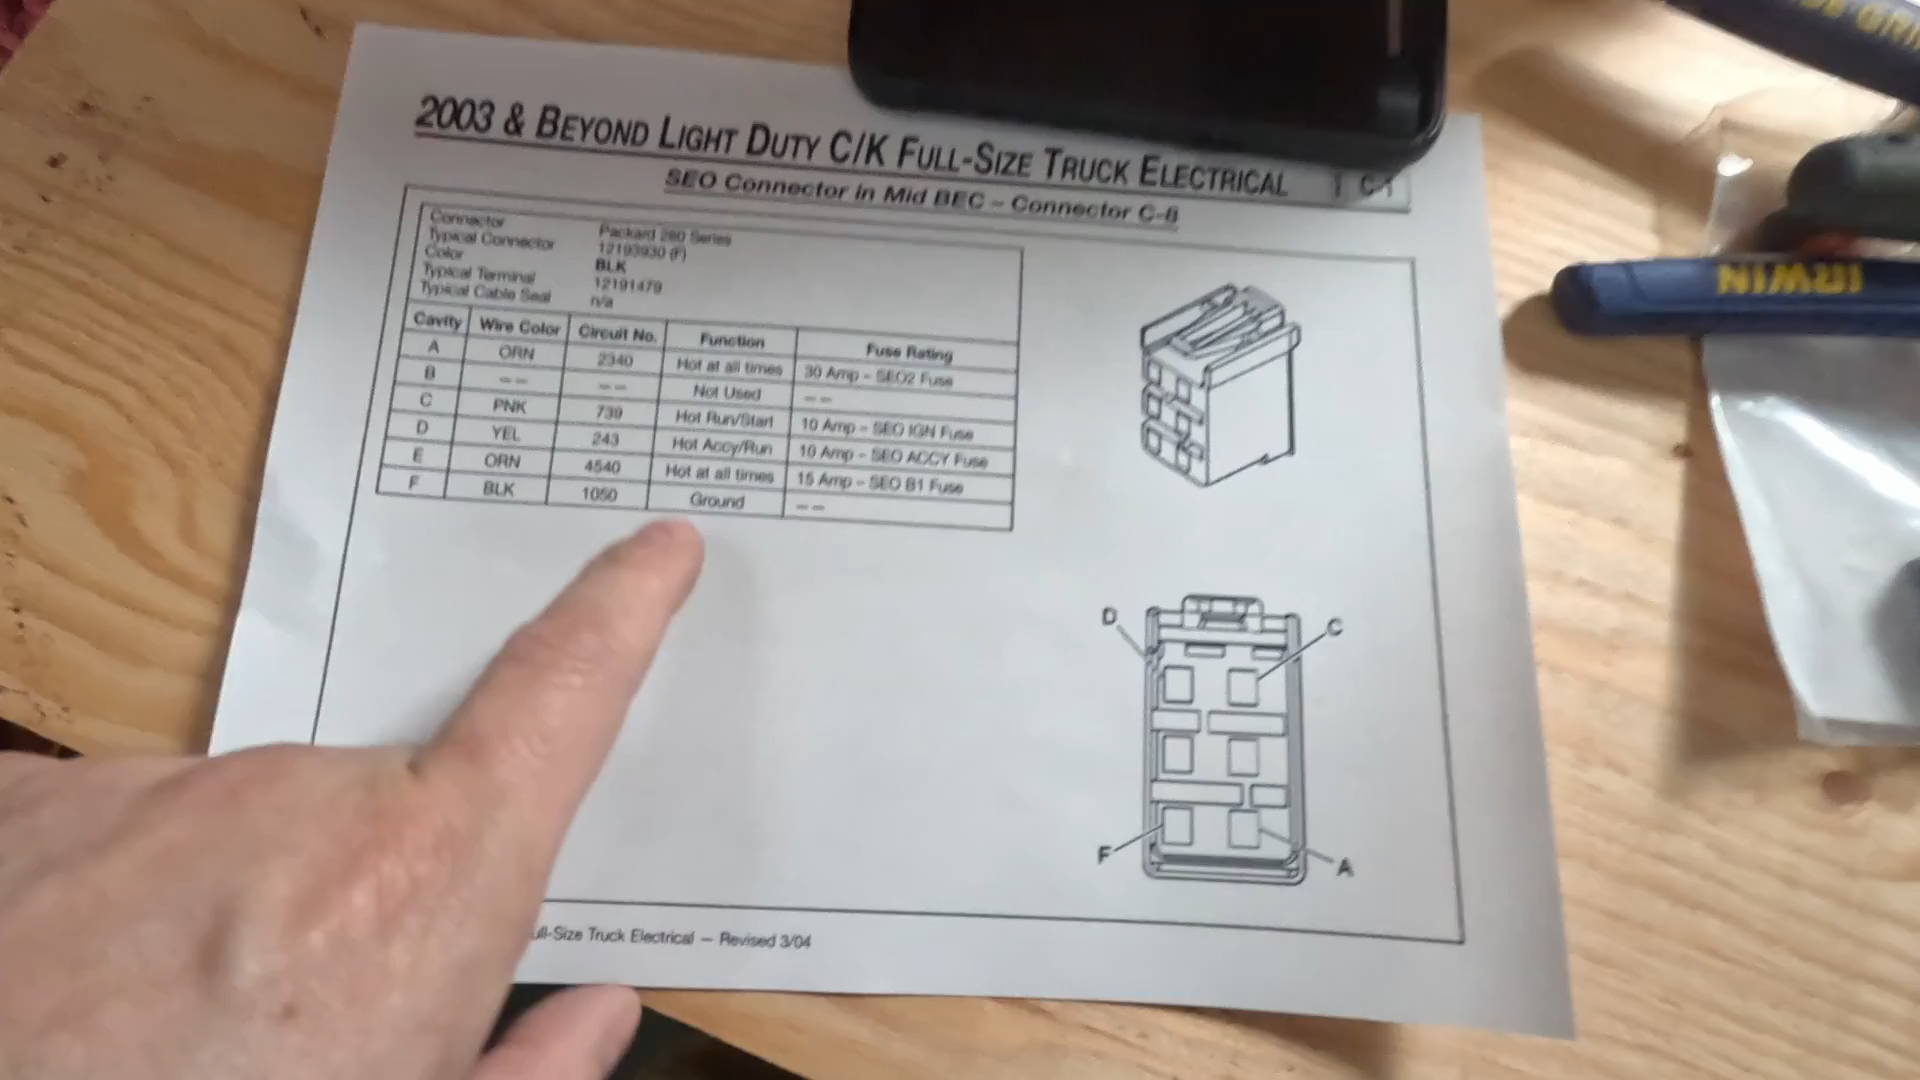 2003 & BEYOND LIGHT DUTY C/K FULL-SIZE TRUCK ELECTRICAL
SEO Connector in Mid BEC – Connector C-8
Connector Packard 280 Series
Typical Connector 12193930 (F)
Color BLK
Typical Terminal 12191479
Typical Cable Seal n/a
Cavity Wire Color Circuit No. Function Fuse Rating
A ORN 2340 Hot at all times 30 Amp – SEO2 Fuse
B – – – – Not Used – –
C PNK 739 Hot Run/Start 10 Amp – SEO IGN Fuse
D YEL 243 Hot Accy/Run 10 Amp – SEO ACCY Fuse
E ORN 4540 Hot at all times 15 Amp – SEO B1 Fuse
F BLK 1050 Ground – –
D
C
F
A
ull-Size Truck Electrical — Revised 3/04
IRWIN